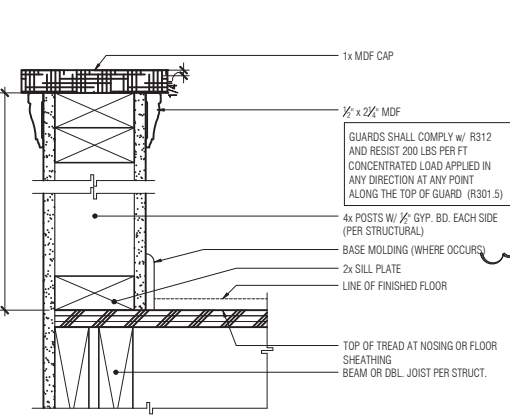 1x MDF CAP
1/4"
½" x 2¼" MDF
GUARDS SHALL COMPLY w/ R312
AND RESIST 200 LBS PER FT
CONCENTRATED LOAD APPLIED IN
ANY DIRECTION AT ANY POINT
ALONG THE TOP OF GUARD (R301.5)
4x POSTS W/ ½" GYP. BD. EACH SIDE
(PER STRUCTURAL)
BASE MOLDING (WHERE OCCURS)
2x SILL PLATE
LINE OF FINISHED FLOOR
TOP OF TREAD AT NOSING OR FLOOR
SHEATHING
BEAM OR DBL. JOIST PER STRUCT.